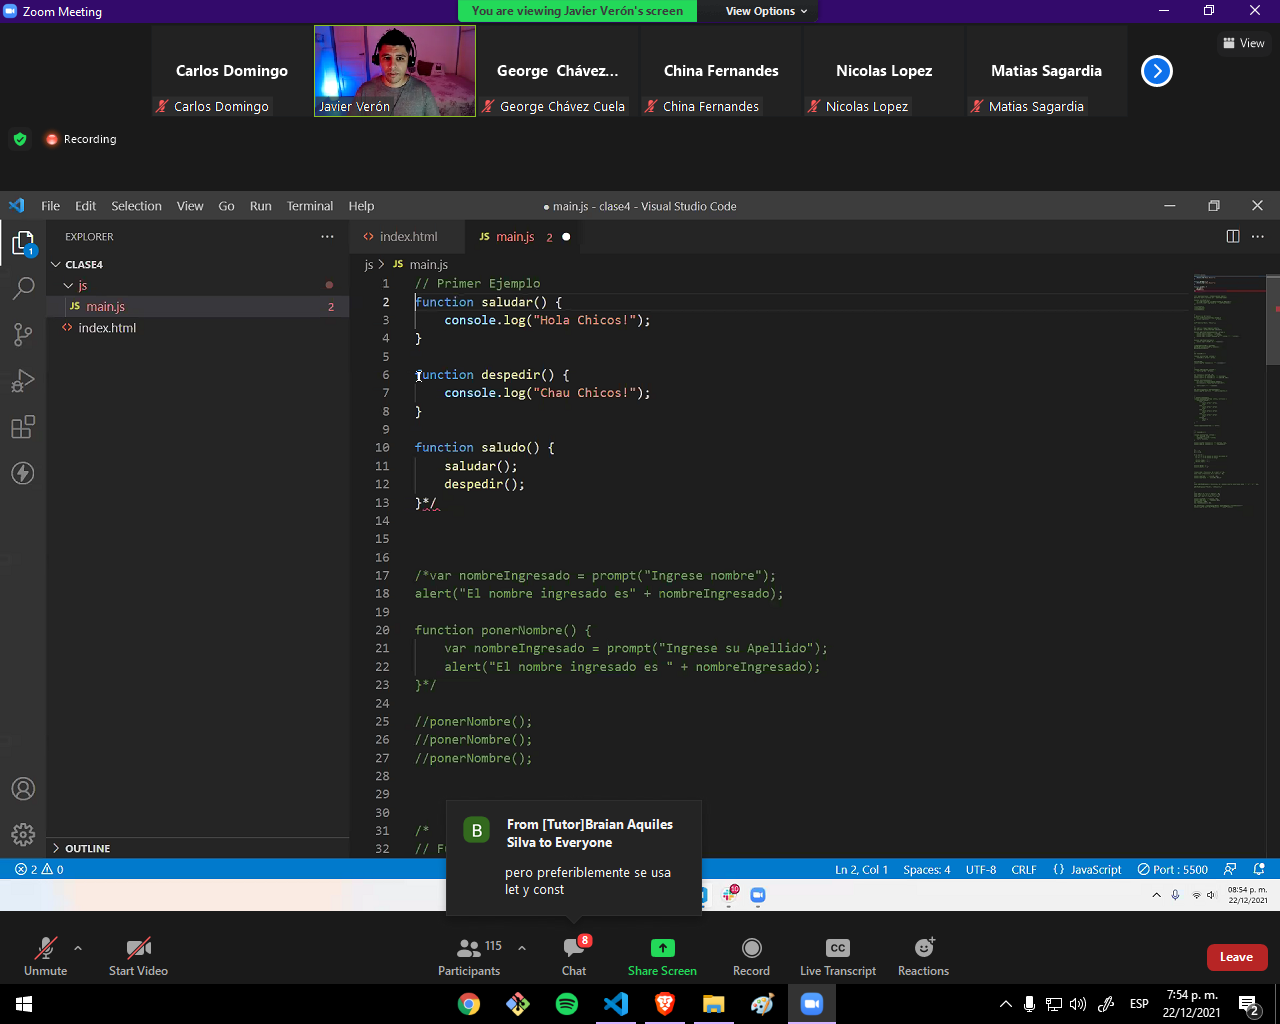 Zoom Meeting
You are viewing Javier Verón's screen
View Options
View
Carlos Domingo
Carlos Domingo
Javier Verón
George Chávez...
George Chávez Cuela
China Fernandes
China Fernandes
Nicolas Lopez
Nicolas Lopez
Matias Sagardia
Matias Sagardia
Recording
File Edit Selection View Go Run Terminal Help
● main.js - clase4 - Visual Studio Code
EXPLORER
CLASE4
js
JS main.js 2
<> index.html
OUTLINE
1
<> index.html
JS main.js 2
js > JS main.js
1 // Primer Ejemplo
2 function saludar() {
3 console.log("Hola Chicos!");
4 }
5
6 function despedir() {
7 console.log("Chau Chicos!");
8 }
9
10 function saludo() {
11 saludar();
12 despedir();
13 }*/
14
15
16
17 /*var nombreIngresado = prompt("Ingrese nombre");
18 alert("El nombre ingresado es" + nombreIngresado);
19
20 function ponerNombre() {
21 var nombreIngresado = prompt("Ingrese su Apellido");
22 alert("El nombre ingresado es " + nombreIngresado);
23 }*/
24
25 //ponerNombre();
26 //ponerNombre();
27 //ponerNombre();
28
29
30
31 /*
32 // F
B
From [Tutor]Braian Aquiles
Silva to Everyone
pero preferiblemente se usa
let y const
2 0
Ln 2, Col 1 Spaces: 4 UTF-8 CRLF {} JavaScript Port : 5500
10
08:54 p. m.
22/12/2021
Unmute
Start Video
115
Participants
8
Chat
Share Screen
Record
CC
Live Transcript
Reactions
Leave
ESP
7:54 p. m.
22/12/2021
2